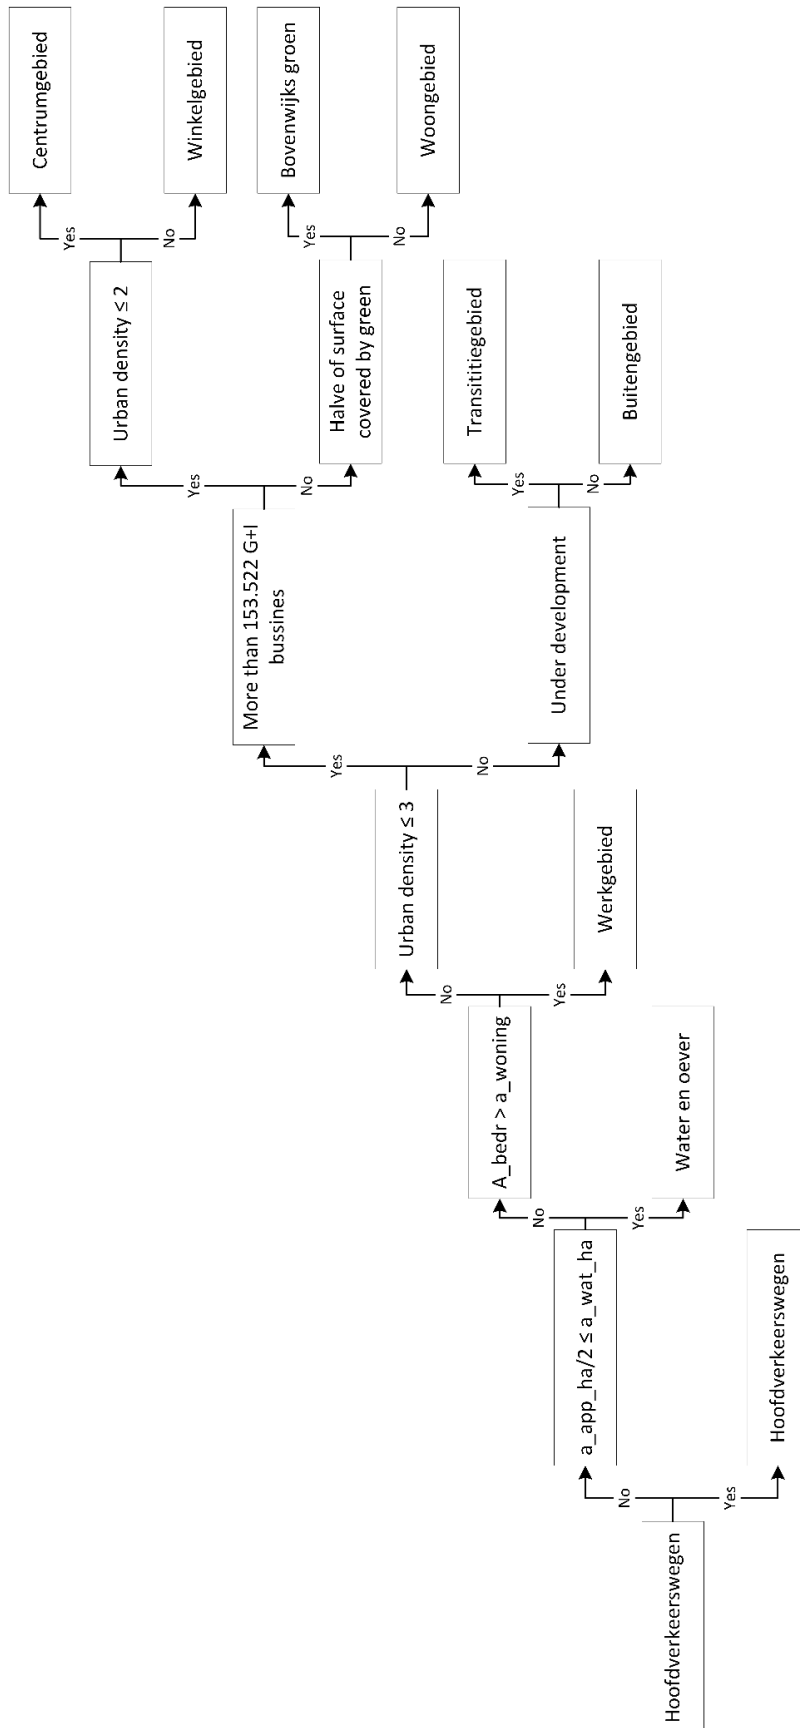 Hoofdverkeerswegen
Yes
Hoofdverkeerswegen
No
a_app_ha/2 ≤ a_wat_ha
Yes
Water en oever
No
A_bedr > a_woning
Yes
Werkgebied
No
Urban density ≤ 3
Yes
More than 153.522 G+I
bussines
Yes
Urban density ≤ 2
Yes
Centrumgebied
No
Winkelgebied
No
Halve of surface
covered by green
Yes
Bovenwijks groen
No
Woongebied
No
Under development
Yes
Transititiegebied
No
Buitengebied